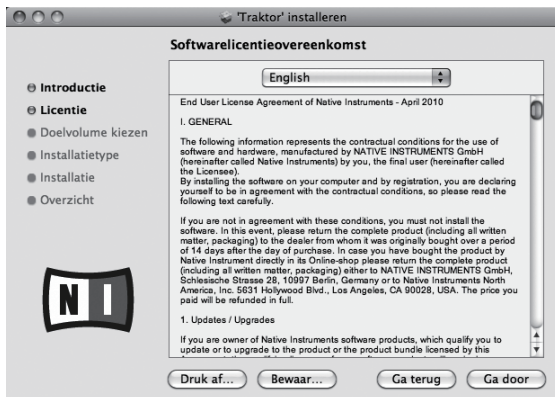 'Traktor' installeren
Softwarelicentieovereenkomst
Introductie
Licentie
Doelvolume kiezen
Installatietype
Installatie
Overzicht
NI
English
End User License Agreement of Native Instruments - April 2010
I. GENERAL
The following information represents the contractual conditions for the use of
software and hardware, manufactured by NATIVE INSTRUMENTS GmbH
(hereinafter called Native Instruments) by you, the final user (hereinafter called
the Licensee).
By installing the software on your computer and by registration, you are declaring
yourself to be in agreement with the contractual conditions, so please read the
following text carefully.
If you are not in agreement with these conditions, you must not install the
software. In this event, please return the complete product (including all written
matter, packaging) to the dealer from whom it was originally bought over a period
of 14 days after the day of purchase. In case you have bought the product by
Native Instrument directly in its Online-shop please return the complete product
(including all written matter, packaging) either to NATIVE INSTRUMENTS GmbH,
Schlesische Strasse 28, 10997 Berlin, Germany or to Native Instruments North
America, Inc. 5631 Hollywood Blvd., Los Angeles, CA 90028, USA. The price you
paid will be refunded in full.
1. Updates / Upgrades
If you are owner of Native Instruments software products, which qualify you to
update or to upgrade to the product or the product bundle licensed by this
Druk af... Bewaar... Ga terug Ga door